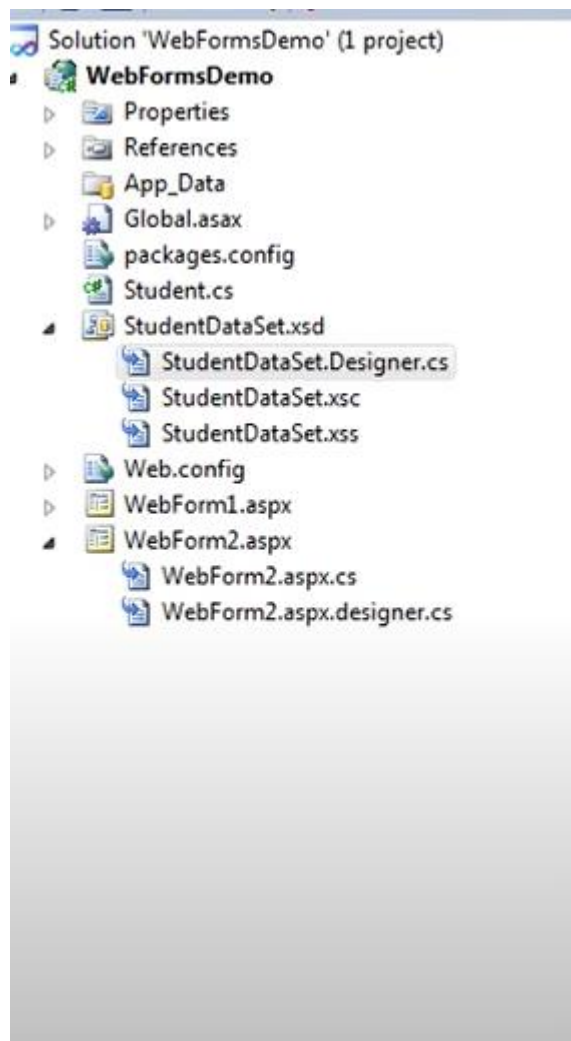 Solution 'WebFormsDemo' (1 project)
WebFormsDemo
Properties
References
App_Data
Global.asax
packages.config
Student.cs
StudentDataSet.xsd
StudentDataSet.Designer.cs
StudentDataSet.xsc
StudentDataSet.xss
Web.config
WebForm1.aspx
WebForm2.aspx
WebForm2.aspx.cs
WebForm2.aspx.designer.cs